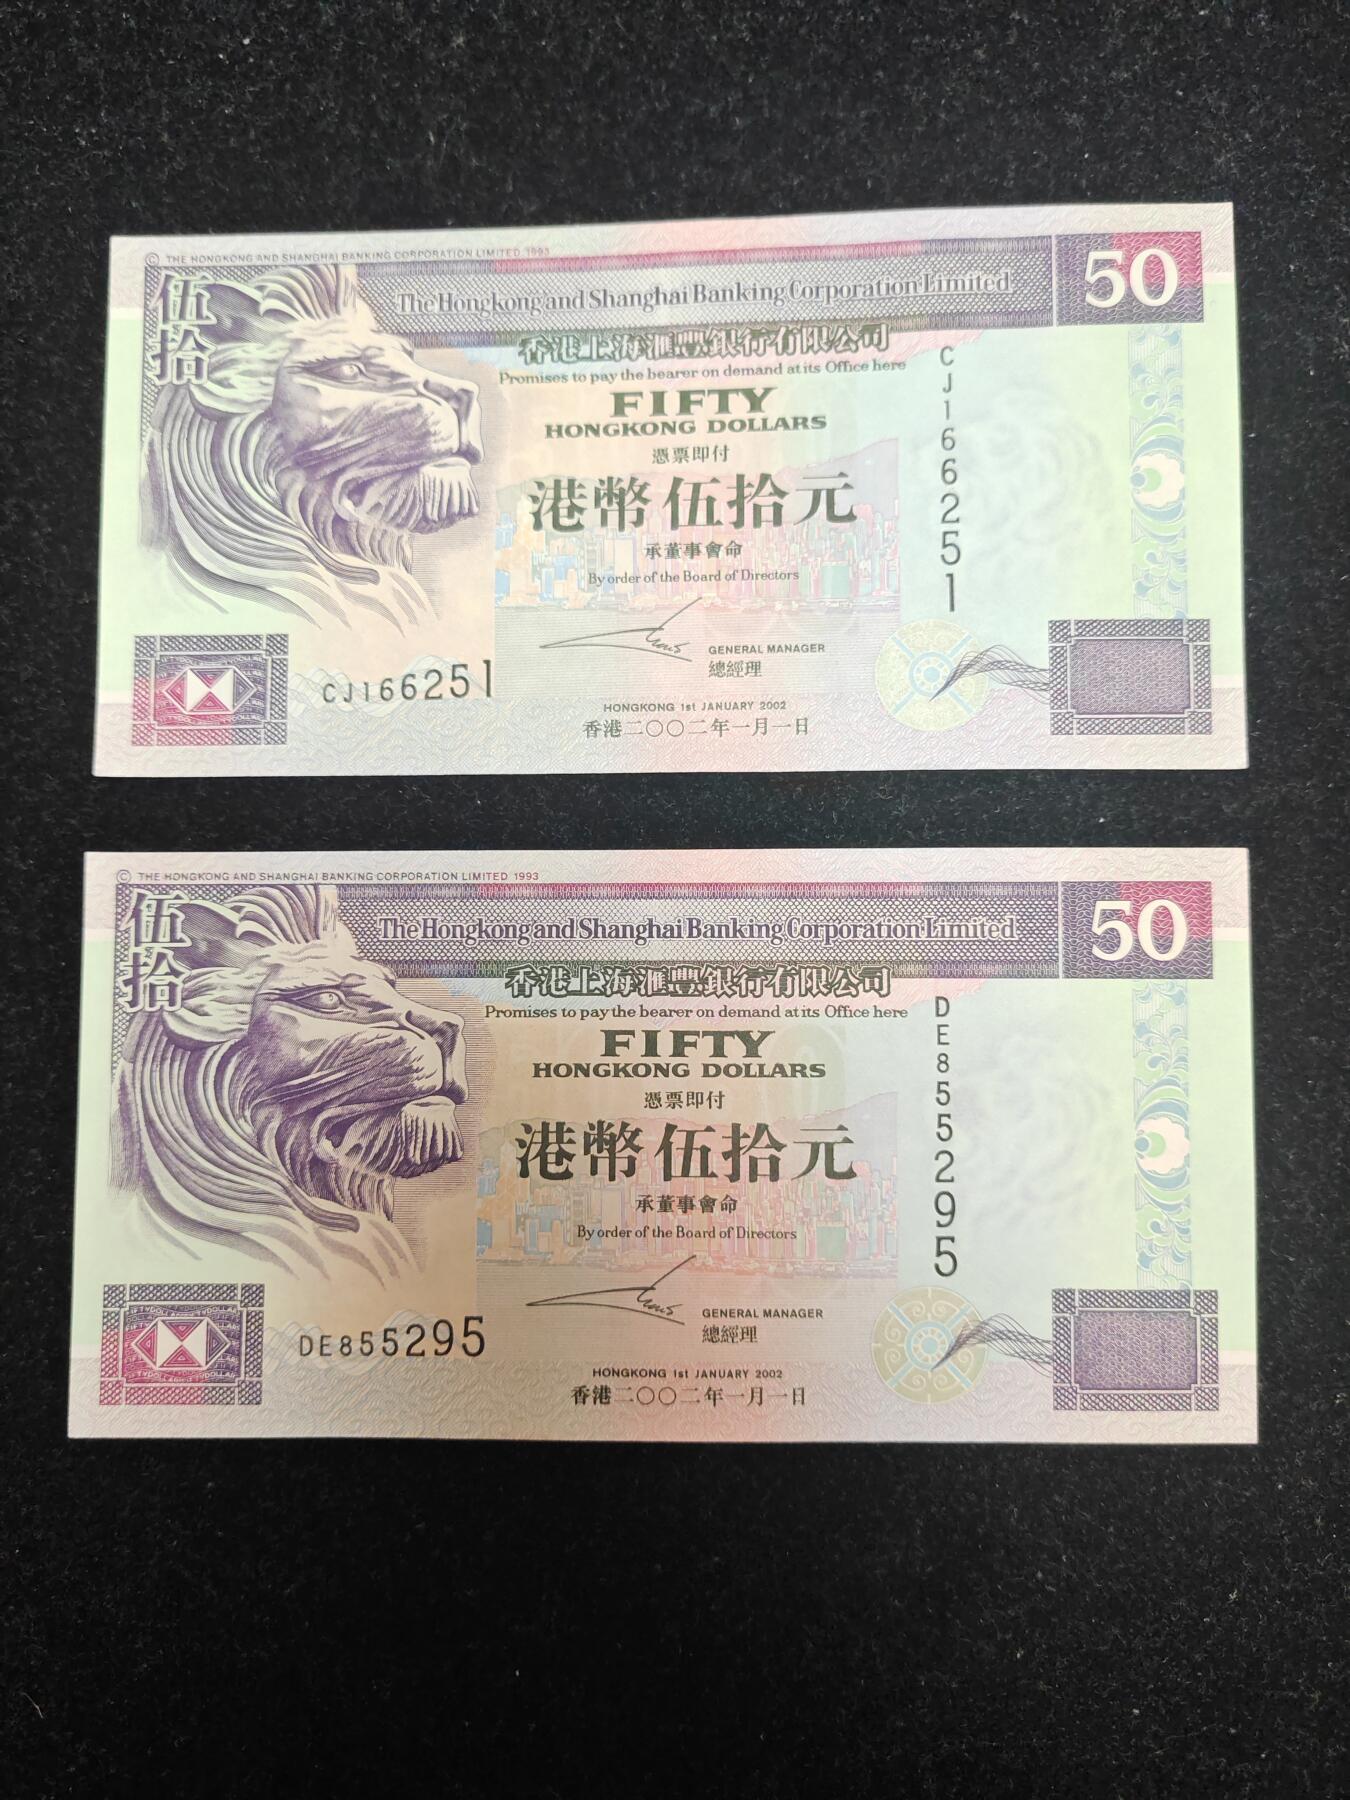 © THE HONGKONG AND SHANGHAI BANKING CORPORATION LIMITED 1993
伍拾
The Hongkong and Shanghai Banking Corporation Limited
50
香港上海滙豐銀行有限公司
Promises to pay the bearer on demand at its Office here
FIFTY
HONGKONG DOLLARS
憑票即付
港幣伍拾元
承董事會命
By order of the Board of Directors
CJ166251
GENERAL MANAGER
總經理
CJ166251
HONGKONG 1st JANUARY 2002
香港二〇〇二年一月一日
© THE HONGKONG AND SHANGHAI BANKING CORPORATION LIMITED 1993
伍拾
The Hongkong and Shanghai Banking Corporation Limited
50
香港上海滙豐銀行有限公司
Promises to pay the bearer on demand at its Office here
FIFTY
HONGKONG DOLLARS
憑票即付
港幣伍拾元
承董事會命
By order of the Board of Directors
DE855295
GENERAL MANAGER
總經理
DE855295
HONGKONG 1st JANUARY 2002
香港二〇〇二年一月一日